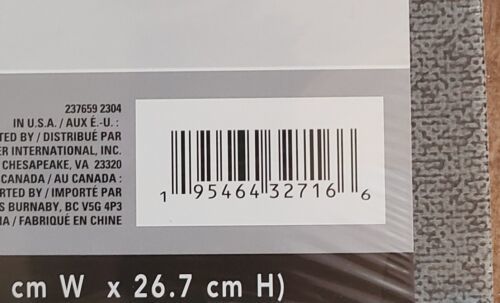 237659 2304
IN U.S.A. / AUX É.-U. :
TED BY / DISTRIBUÉ PAR
ER INTERNATIONAL, INC.
CHESAPEAKE, VA 23320
CANADA / AU CANADA :
RTED BY / IMPORTÉ PAR
S BURNABY, BC V5G 4P3
/ FABRIQUÉ EN CHINE
1 95464 32716 6
cm W x 26.7 cm H)